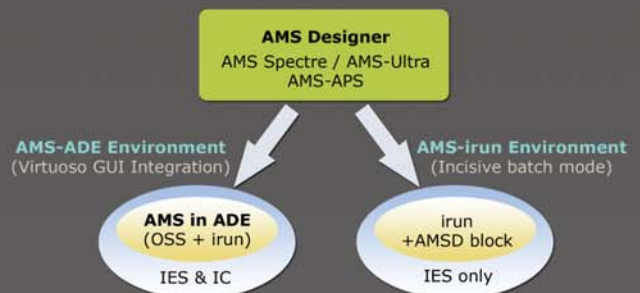 AMS Designer
AMS Spectre / AMS-Ultra
AMS-APS
AMS-ADE Environment
(Virtuoso GUI Integration)
AMS-irun Environment
(Incisive batch mode)
AMS in ADE
(OSS + irun)
IES & IC
irun
+AMSD block
IES only